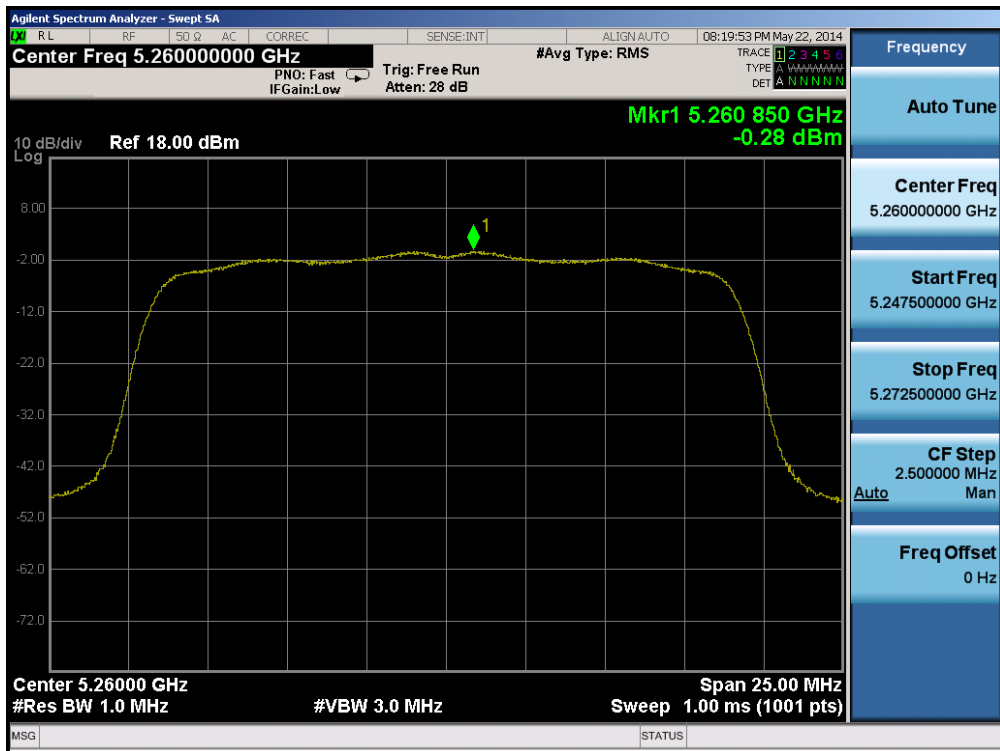 Agilent Spectrum Analyzer - Swept SA
LXI RL RF 50 Ω AC CORREC SENSE:INT ALIGN AUTO 08:19:53 PM May 22, 2014
Center Freq 5.260000000 GHz
#Avg Type: RMS
PNO: Fast
IFGain:Low
Trig: Free Run
Atten: 28 dB
TRACE 1 2 3 4 5 6
TYPE A WWWWW
DET A N N N N N
Mkr1 5.260 850 GHz
-0.28 dBm
10 dB/div Ref 18.00 dBm
Log
1
8.00
-2.00
-12.0
-22.0
-32.0
-42.0
-52.0
-62.0
-72.0
Center 5.26000 GHz Span 25.00 MHz
#Res BW 1.0 MHz #VBW 3.0 MHz Sweep 1.00 ms (1001 pts)
MSG STATUS
Frequency
Auto Tune
Center Freq
5.260000000 GHz
Start Freq
5.247500000 GHz
Stop Freq
5.272500000 GHz
CF Step
2.500000 MHz
Auto Man
Freq Offset
0 Hz